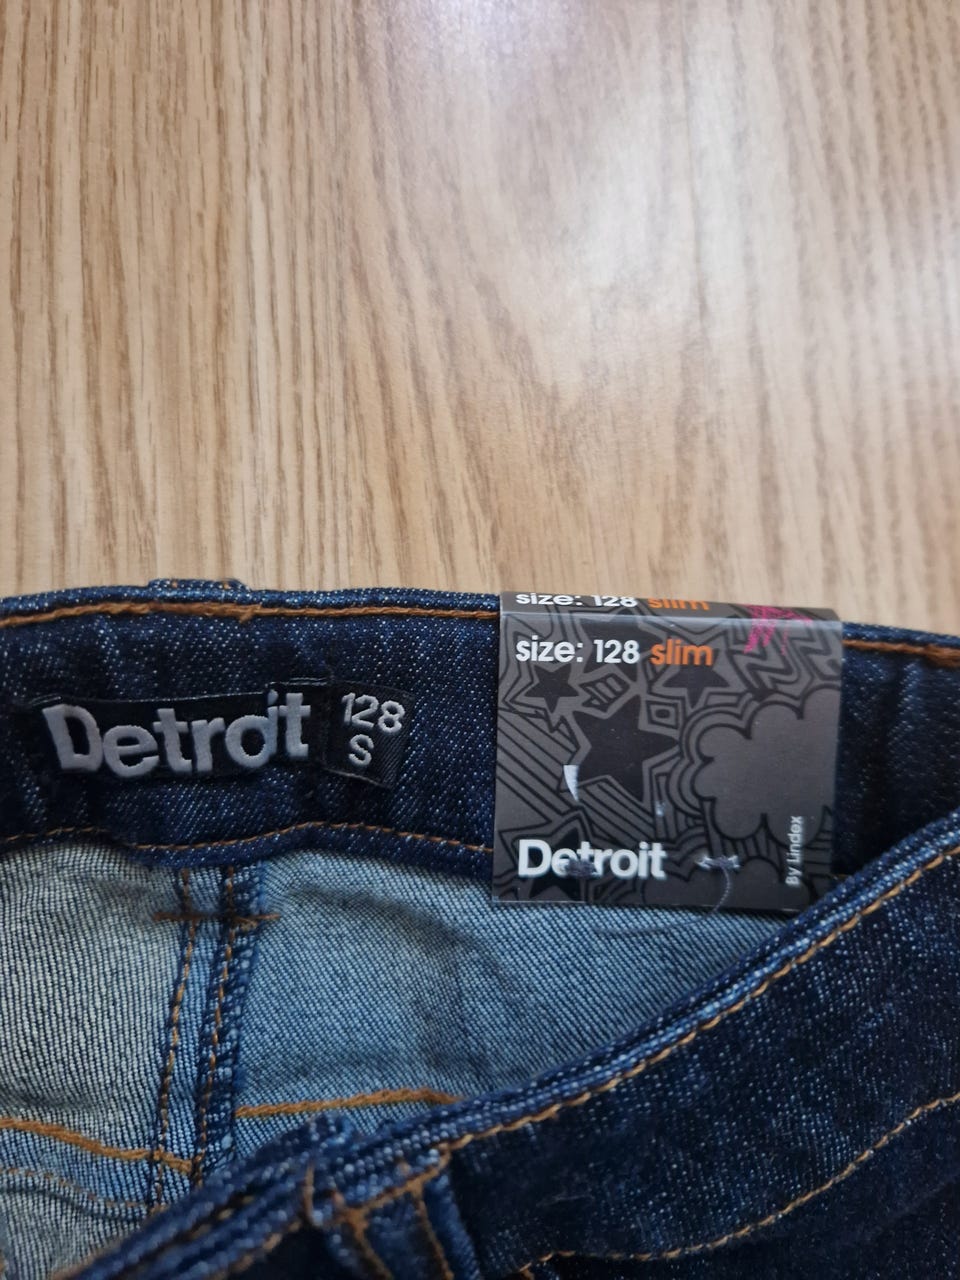 Detroit
128
S
size: 128 slim
size: 128 slim
Detroit
By Lindex